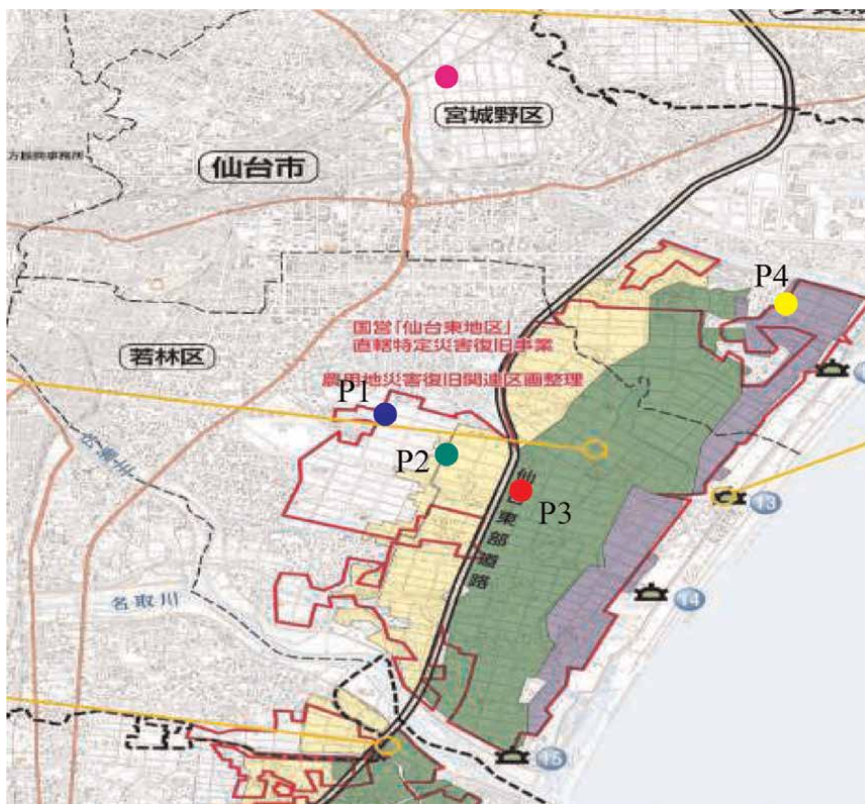 宮城野区
仙台市
P4
国営「仙台東地区」
直轄特定災害復旧事業
若林区
農用地災害復旧関連区画整理
P1
P2
13
P3
仙台東部道路
名取川
14
15